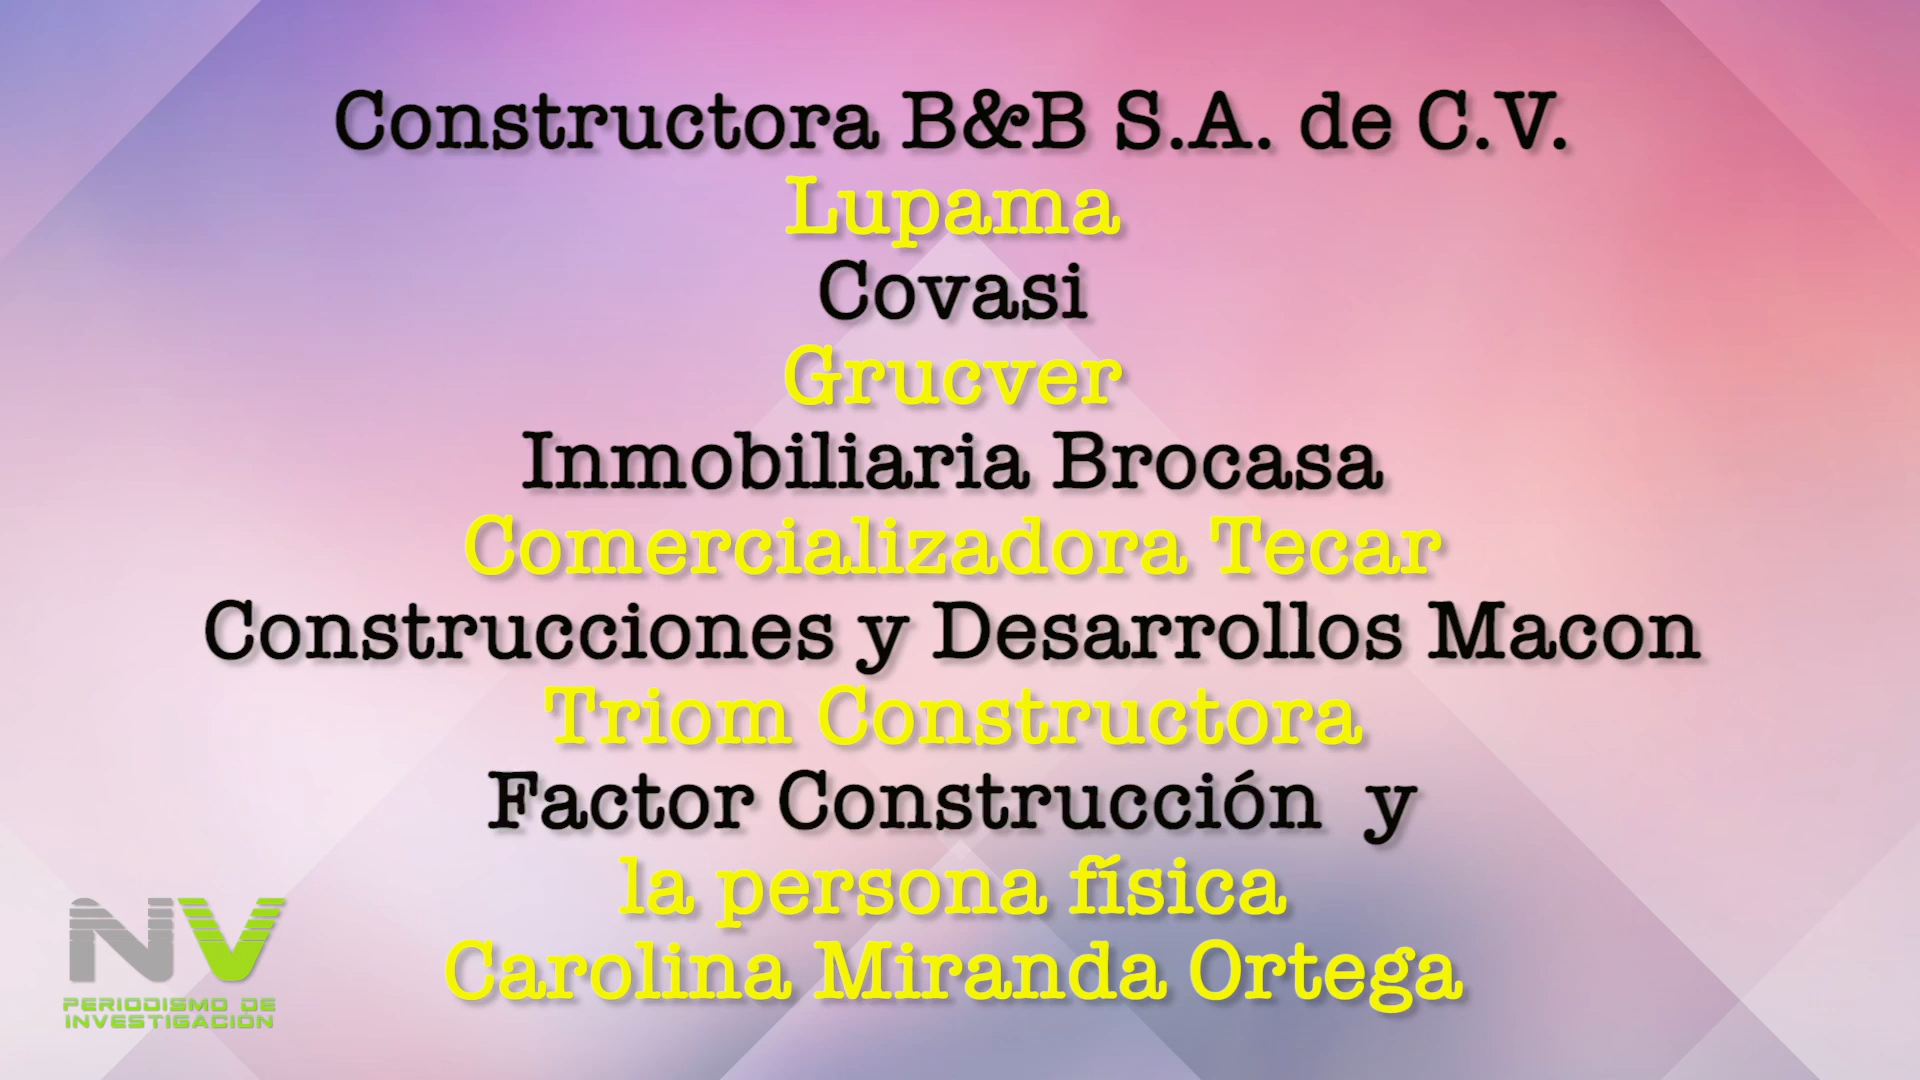 Constructora B&B S.A. de C.V.
Lupama
Covasi
Grucver
Inmobiliaria Brocasa
Comercializadora Tecar
Construcciones y Desarrollos Macon
Triom Constructora
Factor Construcción y
la persona física
Carolina Miranda Ortega
NV
PERIODISMO DE
INVESTIGACIÓN